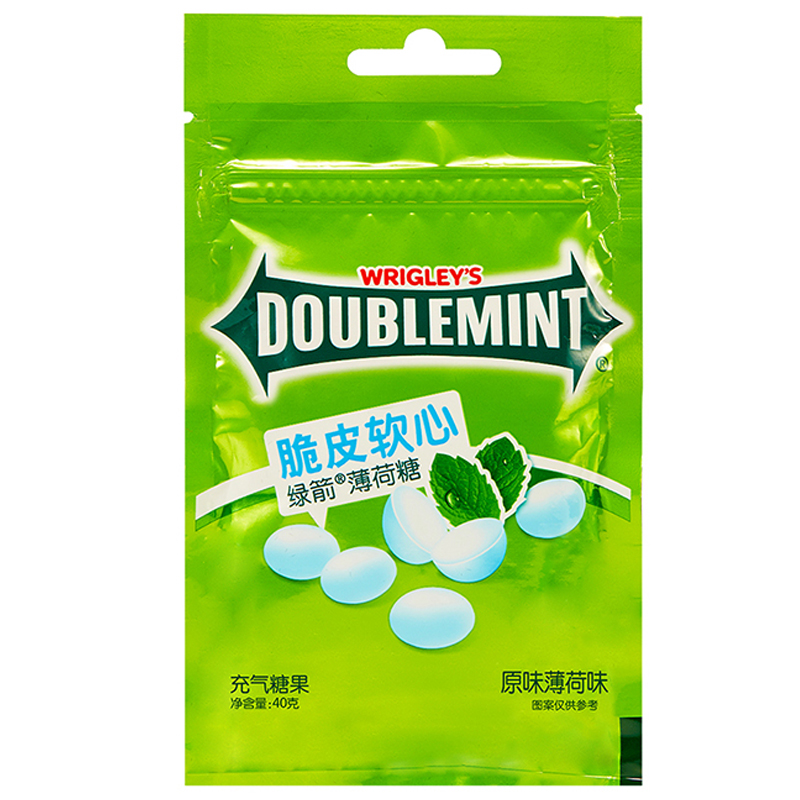 WRIGLEY'S
DOUBLEMINT®
脆皮软心
绿箭®薄荷糖
充气糖果
净含量:40克
原味薄荷味
图案仅供参考